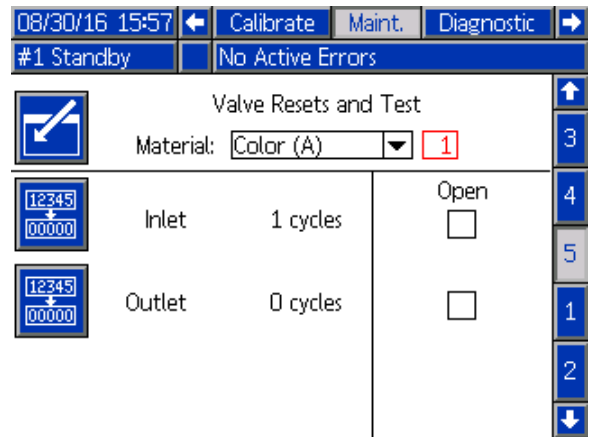 08/30/16 15:57 Calibrate Maint. Diagnostic
#1 Standby No Active Errors
Valve Resets and Test
Material: Color (A) 1
3
12345
00000
Inlet 1 cycles
Open
4
5
12345
00000
Outlet 0 cycles
1
2